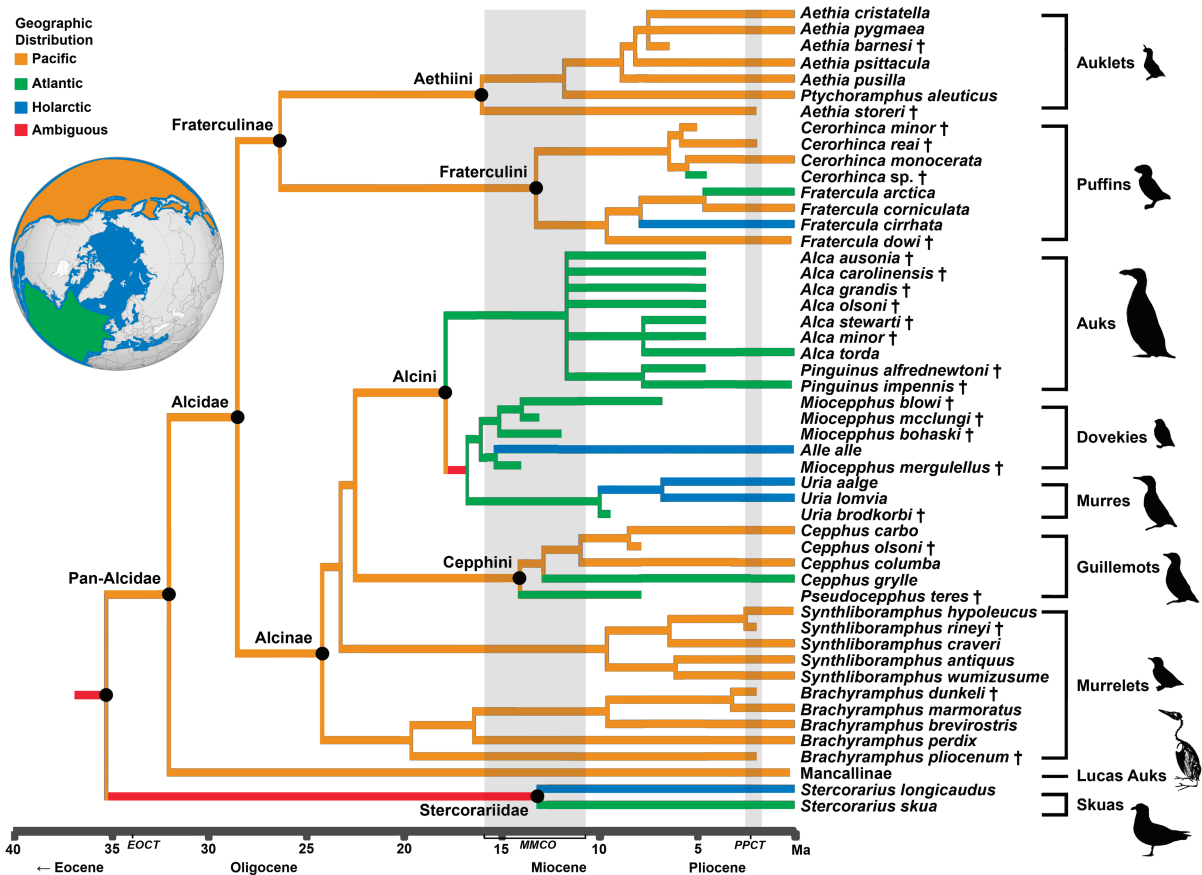 Geographic
Distribution
Pacific
Atlantic
Holarctic
Ambiguous
Aethiini
Fraterculinae
Fraterculini
Alcini
Alcidae
Cepphini
Pan-Alcidae
Alcinae
Stercorariidae
Aethia cristatella
Aethia pygmaea
Aethia barnesi †
Aethia psittacula
Aethia pusilla
Ptychoramphus aleuticus
Aethia storeri †
Cerorhinca minor †
Cerorhinca reai †
Cerorhinca monocerata
Cerorhinca sp. †
Fratercula arctica
Fratercula corniculata
Fratercula cirrhata
Fratercula dowi †
Alca ausonia †
Alca carolinensis †
Alca grandis †
Alca olsoni †
Alca stewarti †
Alca minor †
Alca torda
Pinguinus alfrednewtoni †
Pinguinus impennis †
Miocepphus blowi †
Miocepphus mcclungi †
Miocepphus bohaski †
Alle alle
Miocepphus mergulellus †
Uria aalge
Uria lomvia
Uria brodkorbi †
Cepphus carbo
Cepphus olsoni †
Cepphus columba
Cepphus grylle
Pseudocepphus teres †
Synthliboramphus hypoleucus
Synthliboramphus rineyi †
Synthliboramphus craveri
Synthliboramphus antiquus
Synthliboramphus wumizusume
Brachyramphus dunkeli †
Brachyramphus marmoratus
Brachyramphus brevirostris
Brachyramphus perdix
Brachyramphus pliocenum †
Mancallinae
Stercorarius longicaudus
Stercorarius skua
Auklets
Puffins
Auks
Dovekies
Murres
Guillemots
Murrelets
Lucas Auks
Skuas
40 35 EOCT 30 25 20 15 MMCO 10 5 PPCT Ma
← Eocene Oligocene Miocene Pliocene